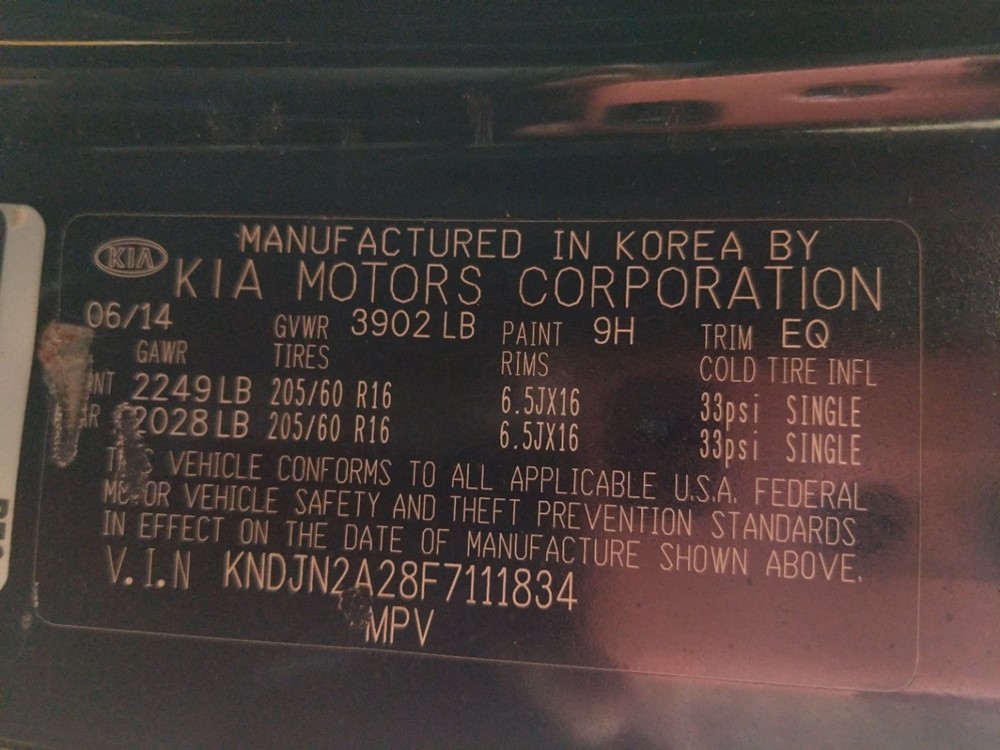 KIA MANUFACTURED IN KOREA BY
KIA MOTORS CORPORATION
06/14 GVWR 3902 LB PAINT 9H TRIM EQ
GAWR TIRES RIMS COLD TIRE INFL
2249 LB 205/60 R16 6.5JX16 33psi SINGLE
2028 LB 205/60 R16 6.5JX16 33psi SINGLE
THIS VEHICLE CONFORMS TO ALL APPLICABLE U.S.A. FEDERAL
MOTOR VEHICLE SAFETY AND THEFT PREVENTION STANDARDS
IN EFFECT ON THE DATE OF MANUFACTURE SHOWN ABOVE.
V.I.N KNDJN2A28F7111834
MPV